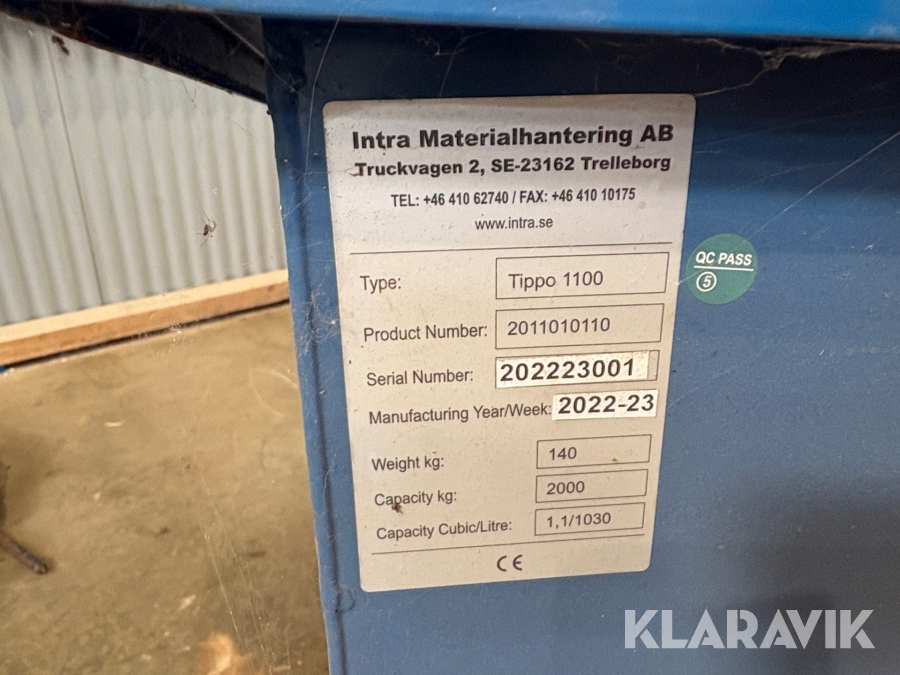 Intra Materialhantering AB
Truckvagen 2, SE-23162 Trelleborg
TEL: +46 410 62740 / FAX: +46 410 10175
www.intra.se
Type: Tippo 1100
Product Number: 2011010110
Serial Number: 202223001
Manufacturing Year/Week: 2022-23
Weight kg: 140
Capacity kg: 2000
Capacity Cubic/Litre: 1,1/1030
CE
QC PASS
5
KLARAVIK